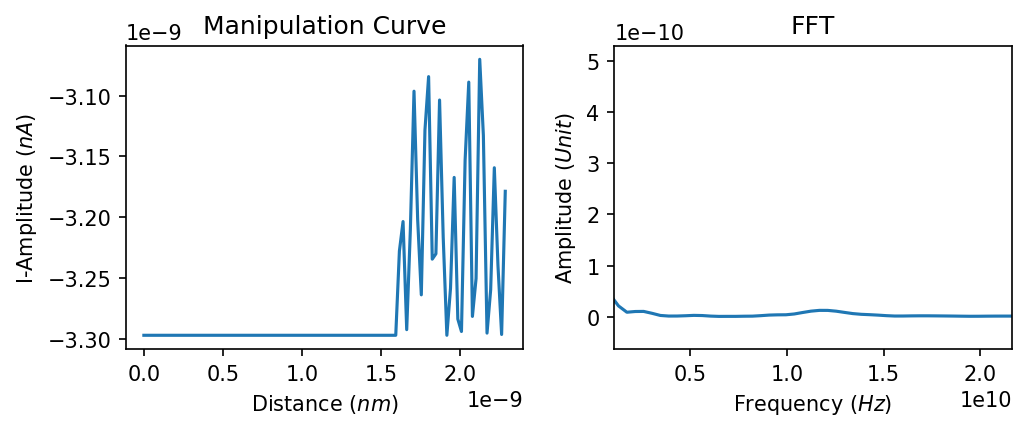 Manipulation Curve
1e−9
I-Amplitude (nA)
−3.10
−3.15
−3.20
−3.25
−3.30
0.0 0.5 1.0 1.5 2.0
1e−9
Distance (nm)
FFT
1e−10
Amplitude (Unit)
5
4
3
2
1
0
0.5 1.0 1.5 2.0
1e10
Frequency (Hz)